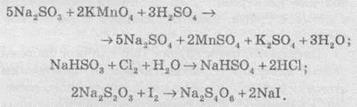 5Na₂SO₃ + 2KMnO₄ + 3H₂SO₄ →
→ 5Na₂SO₄ + 2MnSO₄ + K₂SO₄ + 3H₂O;
NaHSO₃ + Cl₂ + H₂O → NaHSO₄ + 2HCl;
2Na₂S₂O₃ + I₂ → Na₂S₄O₆ + 2NaI.